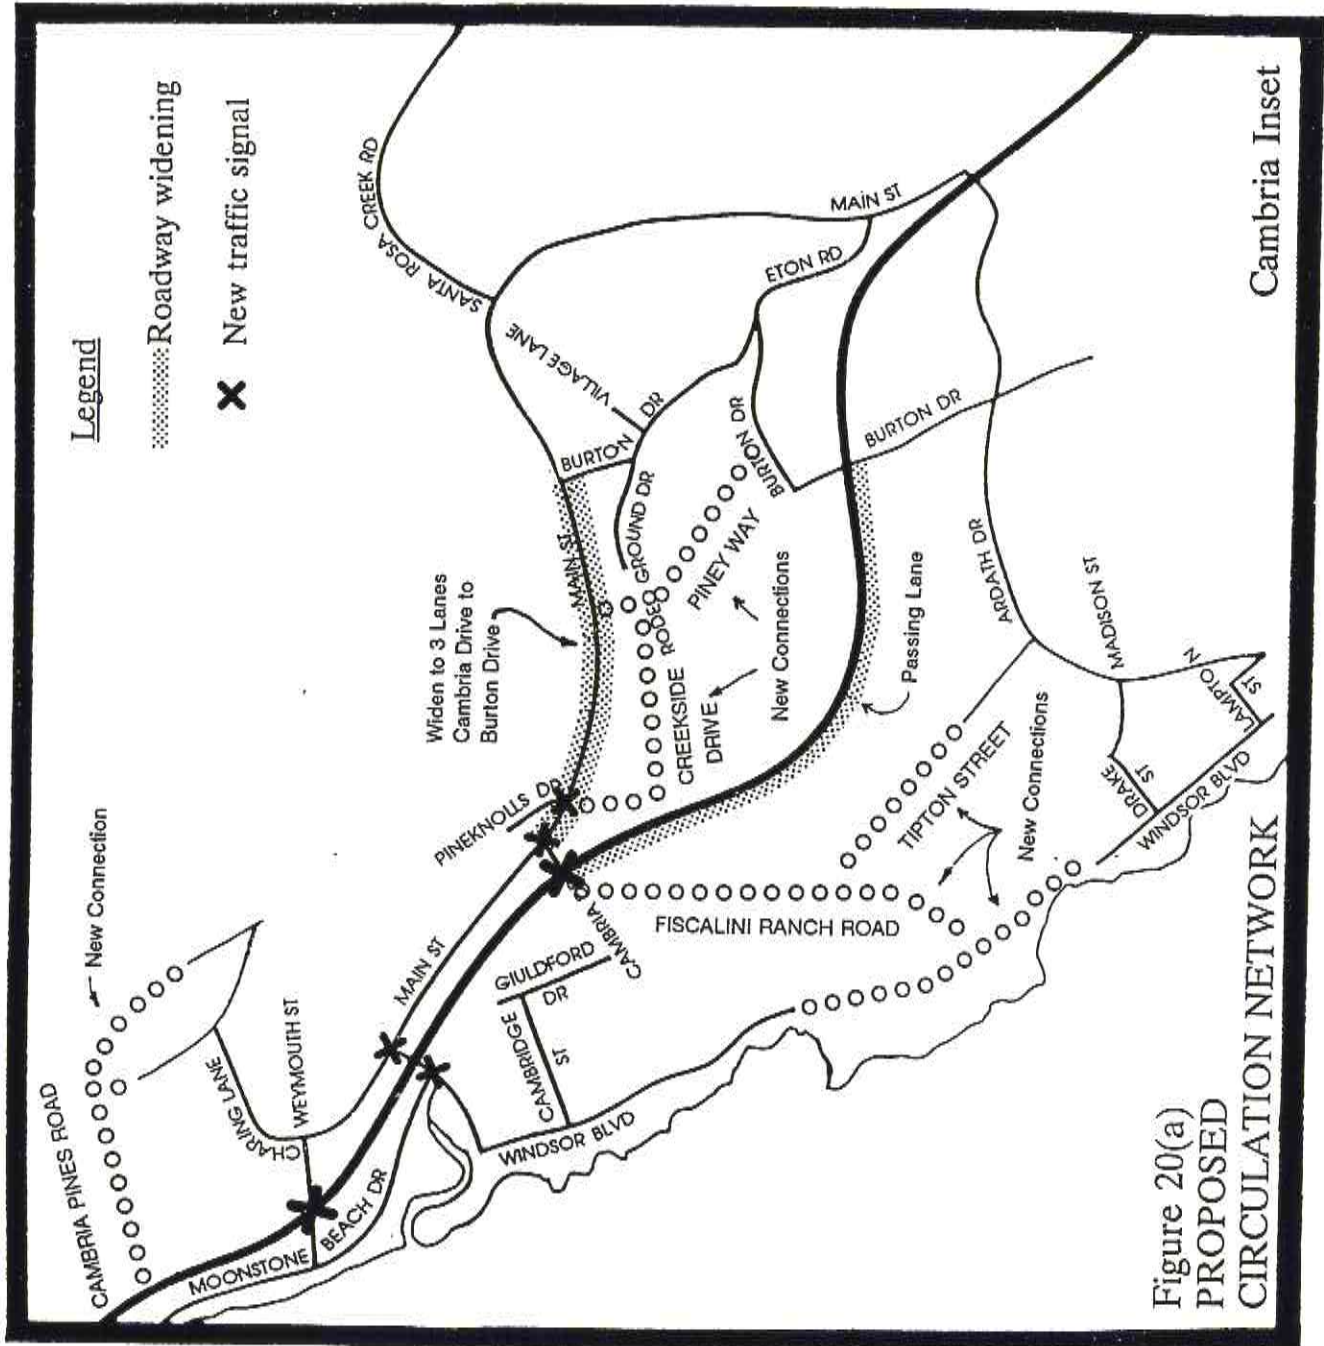 Legend
Roadway widening
New traffic signal
SANTA ROSA CREEK RD
MAIN ST
ETON RD
VILLAGE LANE
BURTON DR
BURTON DR
BURTON DR
GROUND DR
RODEO
PINEY WAY
MAIN ST
Widen to 3 Lanes
Cambria Drive to
Burton Drive
CREEKSIDE
DRIVE
New Connections
Passing Lane
ARDATH DR
MADISON ST
LAMPTON
ST
DRAKE
ST
WINDSOR BLVD
TIPTON STREET
New Connections
FISCALINI RANCH ROAD
PINEKNOLLS DR
CAMBRIA
GIULDFORD
DR
CAMBRIDGE
ST
WINDSOR BLVD
MAIN ST
New Connection
CAMBRIA PINES ROAD
CHARING LANE
WEYMOUTH ST
MOONSTONE
BEACH DR
Figure 20(a)
PROPOSED
CIRCULATION NETWORK
Cambria Inset